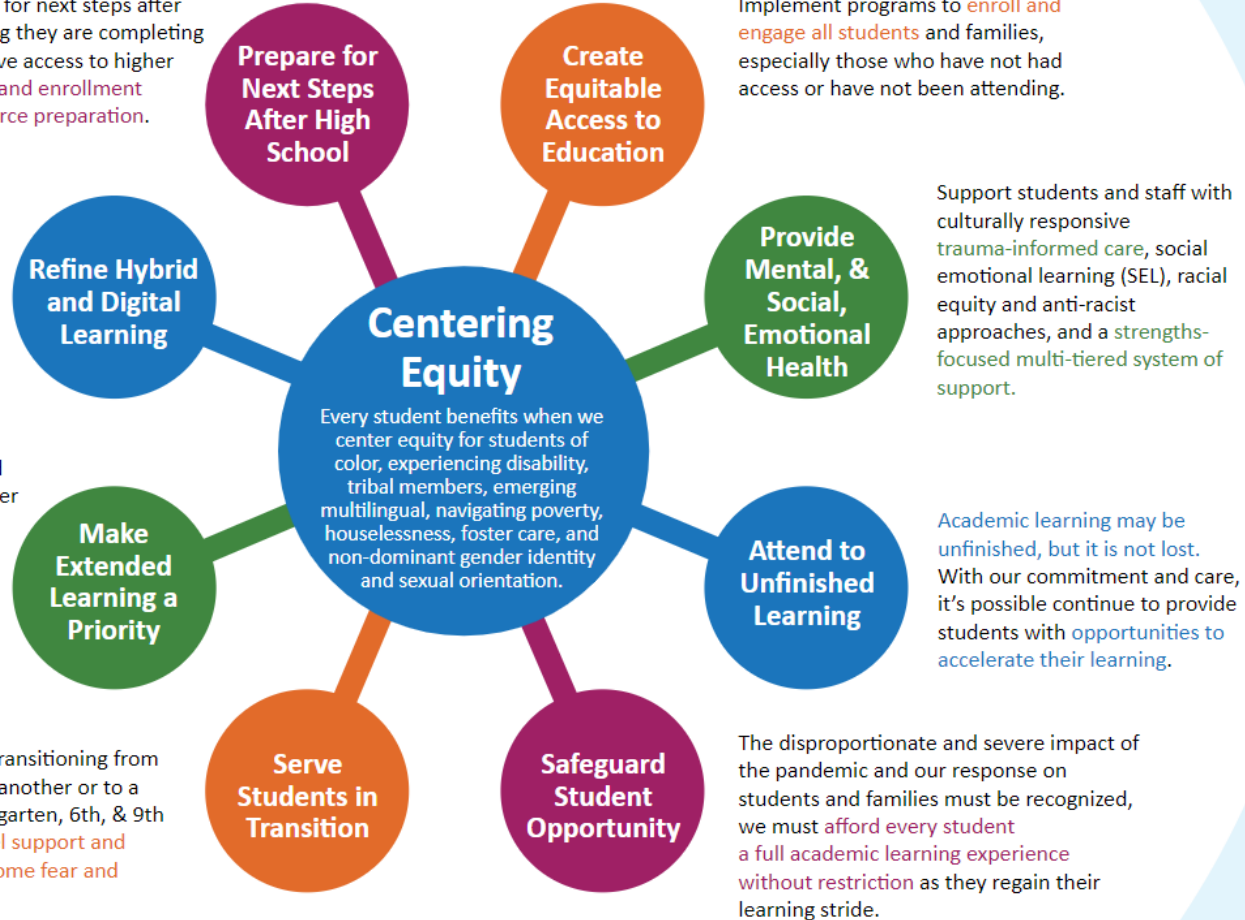 for next steps after
they are completing
access to higher
and enrollment
preparation.
Prepare for
Next Steps
After High
School
Create
Equitable
Access to
Education
Implement programs to enroll and
engage all students and families,
especially those who have not had
access or have not been attending.
Refine Hybrid
and Digital
Learning
Centering
Equity
Every student benefits when we
center equity for students of
color, experiencing disability,
tribal members, emerging
multilingual, navigating poverty,
houselessness, foster care, and
non-dominant gender identity
and sexual orientation.
Provide
Mental, &
Social,
Emotional
Health
Support students and staff with
culturally responsive
trauma-informed care, social
emotional learning (SEL), racial
equity and anti-racist
approaches, and a strengths-
focused multi-tiered system of
support.
Make
Extended
Learning a
Priority
Attend to
Unfinished
Learning
Academic learning may be
unfinished, but it is not lost.
With our commitment and care,
it's possible continue to provide
students with opportunities to
accelerate their learning.
transitioning from
another or to a
6th, & 9th
support and
fear and
Serve
Students in
Transition
Safeguard
Student
Opportunity
The disproportionate and severe impact of
the pandemic and our response on
students and families must be recognized,
we must afford every student
a full academic learning experience
without restriction as they regain their
learning stride.